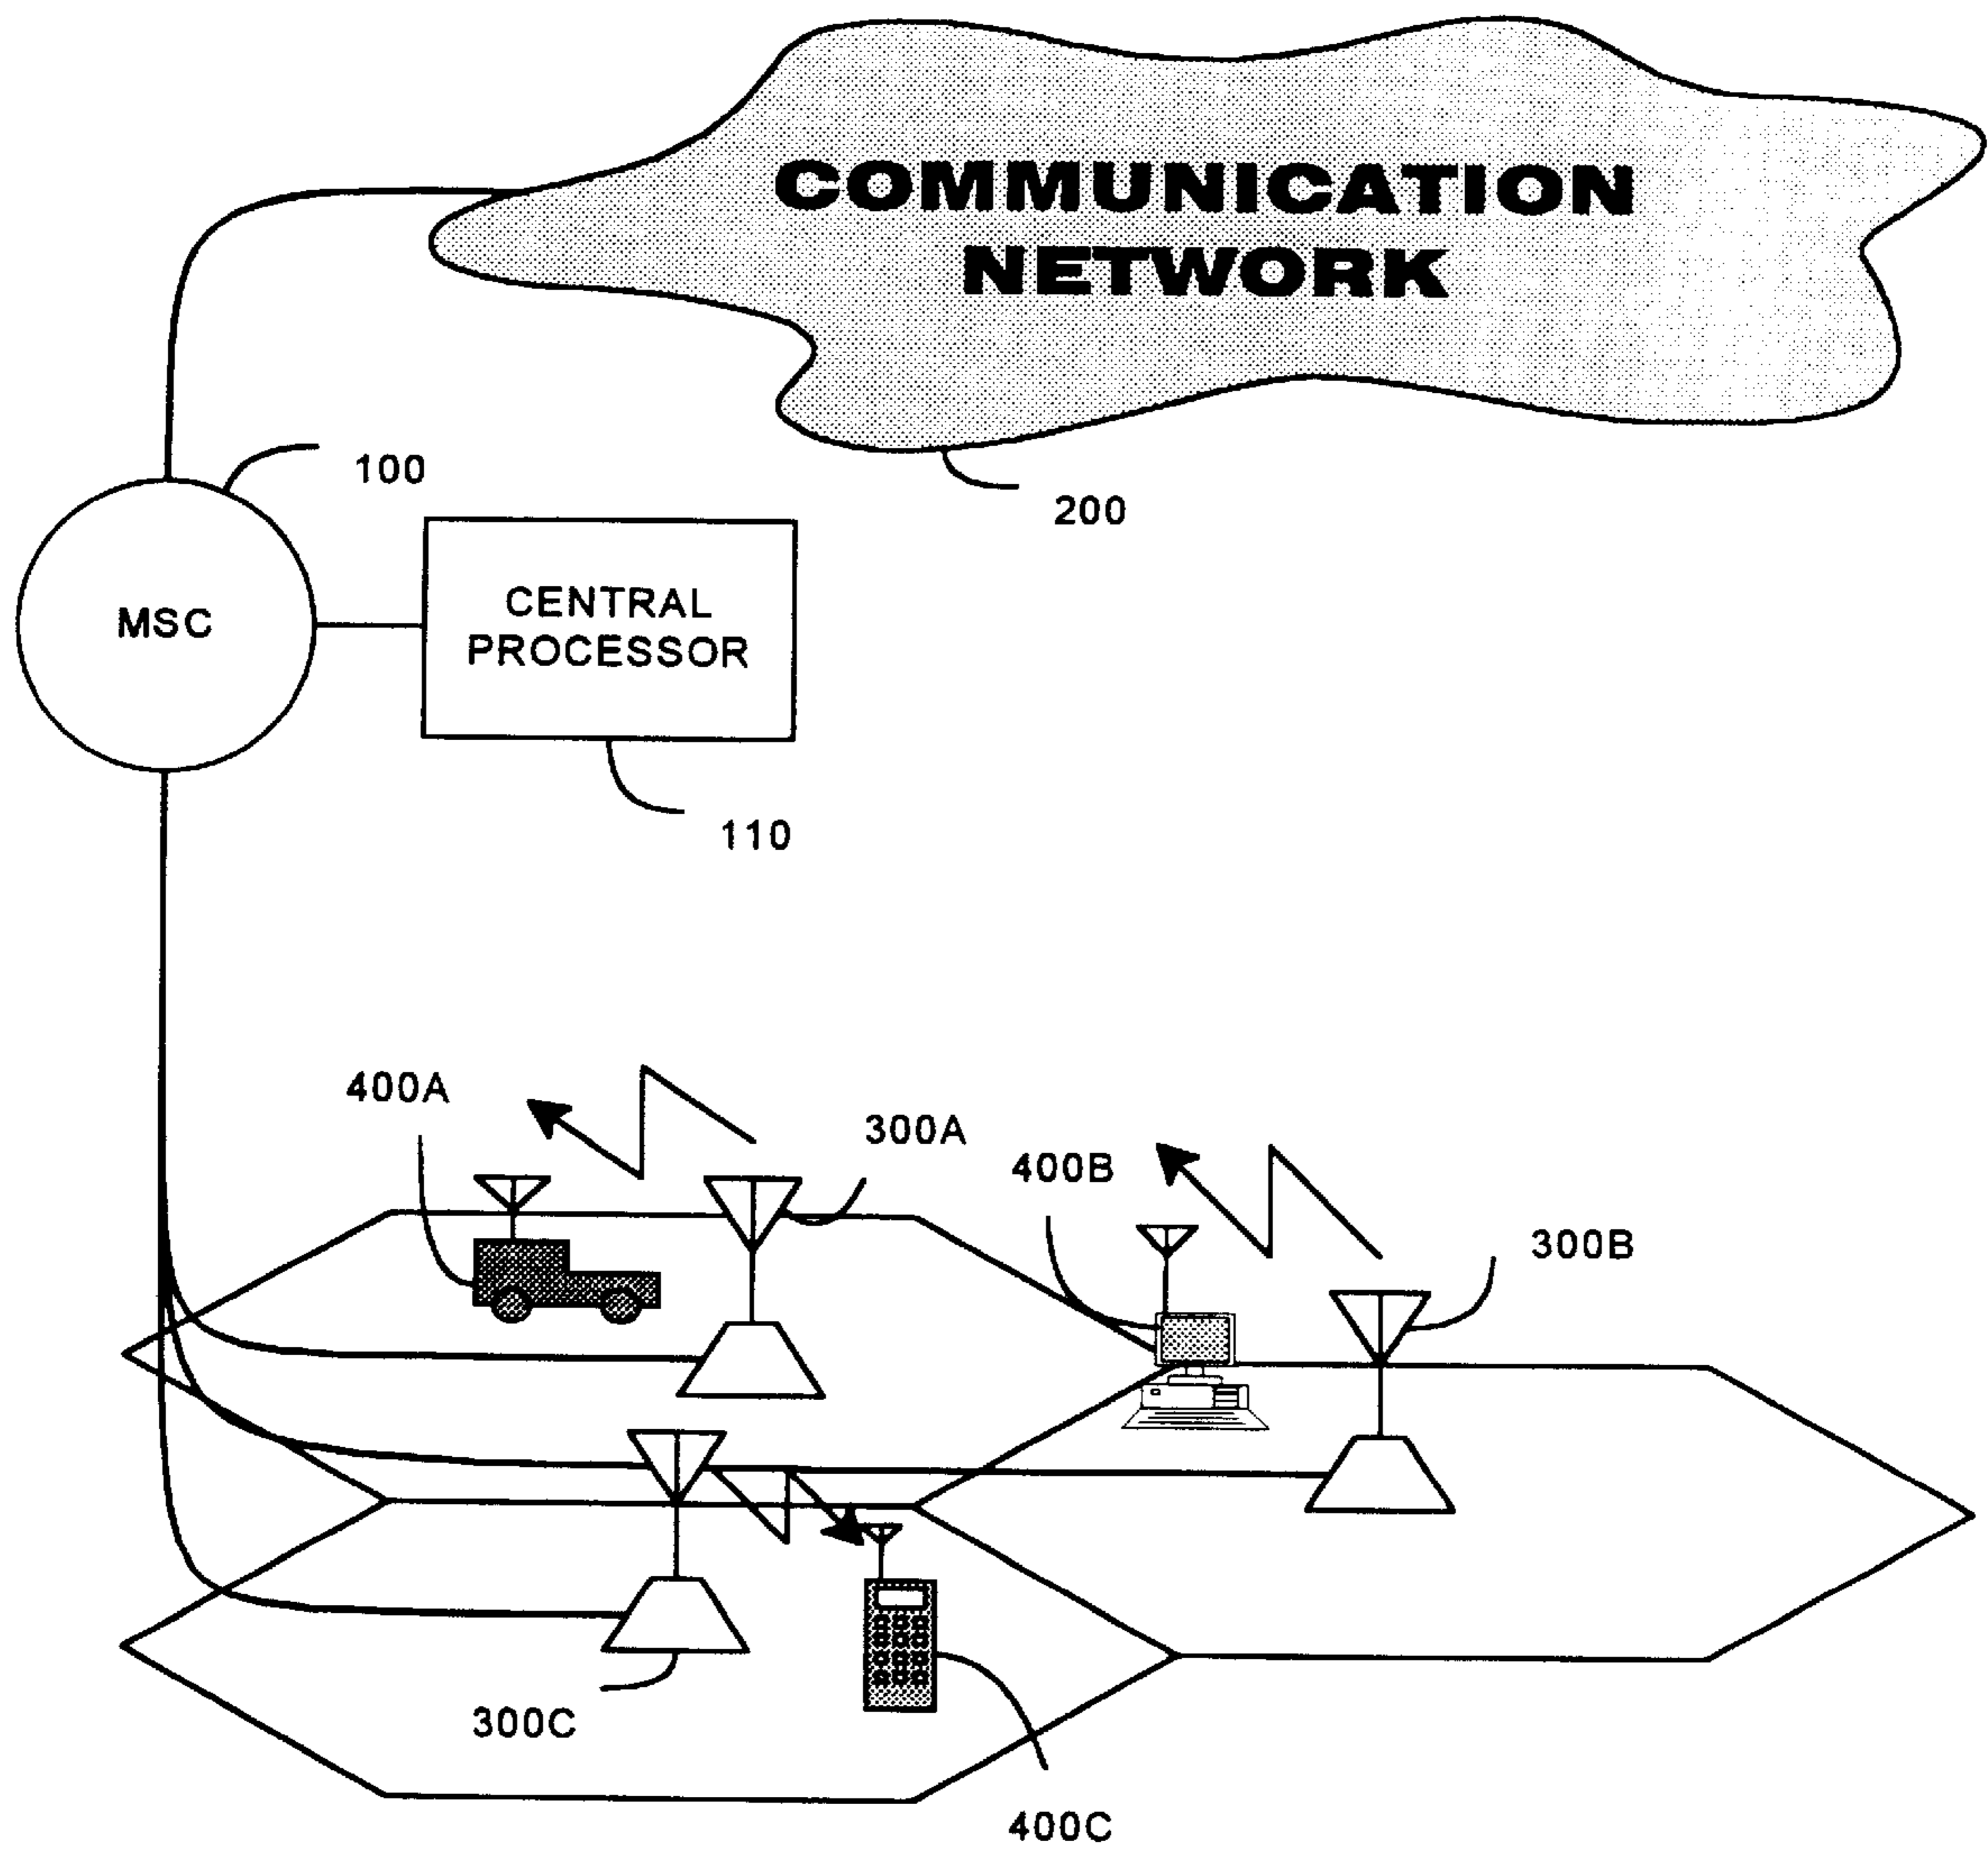 COMMUNICATION
NETWORK
100
200
MSC
CENTRAL
PROCESSOR
110
400A
300A
400B
300B
300C
400C